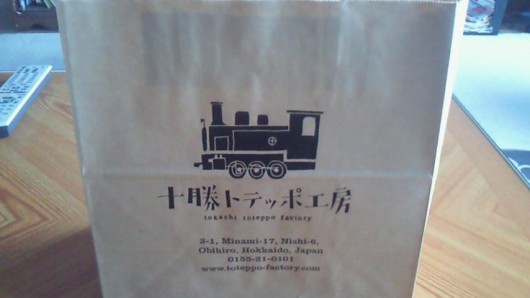 十勝トテッポ工房
tokachi toteppo factory
3-1, Minami-17, Nishi-6,
Obihiro, Hokkaido, Japan
0155-21-0101
www.toteppo-factory.com